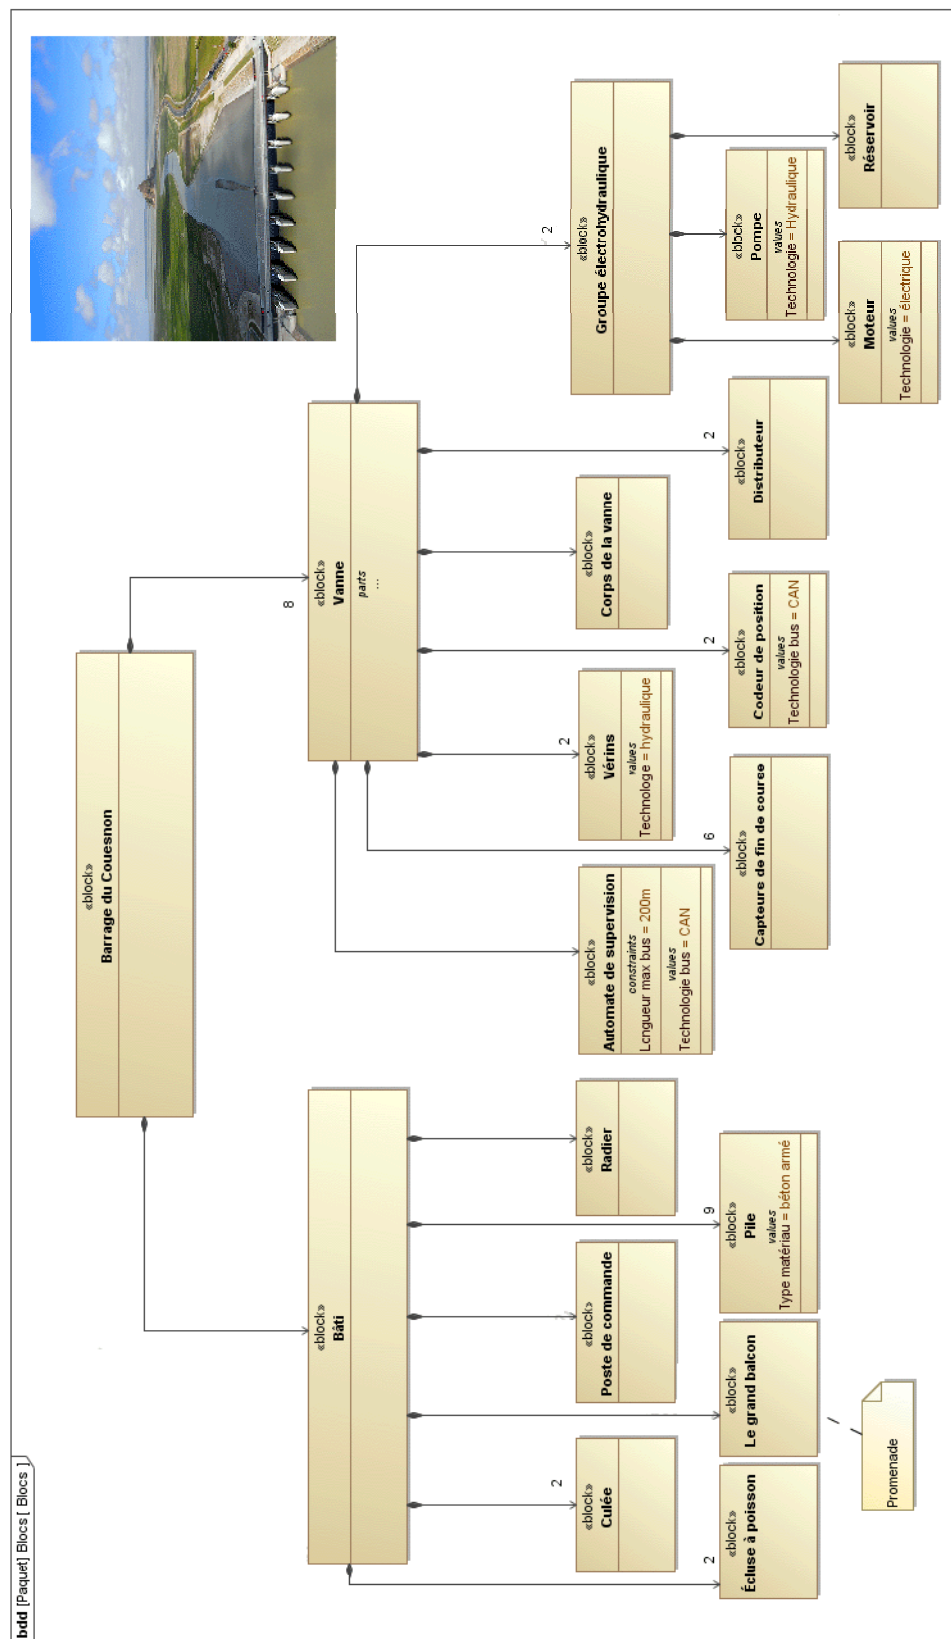 bdd [Paquet] Blocs [ Blocs ]
«block»
Barrage du Couesnon
«block»
Bâti
8
«block»
Vanne
parts
...
2
«block»
Culée
«block»
Poste de commande
«block»
Radier
«block»
Automate de supervision
constraints
Longueur max bus = 200m
values
Technologie bus = CAN
2
«block»
Vérins
values
Technologe = hydraulique
«block»
Corps de la vanne
2
«block»
Groupe électrohydraulique
2
«block»
Écluse à poisson
«block»
Le grand balcon
9
«block»
Pile
values
Type matériau = béton armé
6
«block»
Capteurs de fin de course
2
«block»
Codeur de position
values
Technologie bus = CAN
2
«block»
Distributeur
«block»
Moteur
values
Technologie = électrique
«block»
Pompe
values
Technologie = Hydraulique
«block»
Réservoir
Promenade